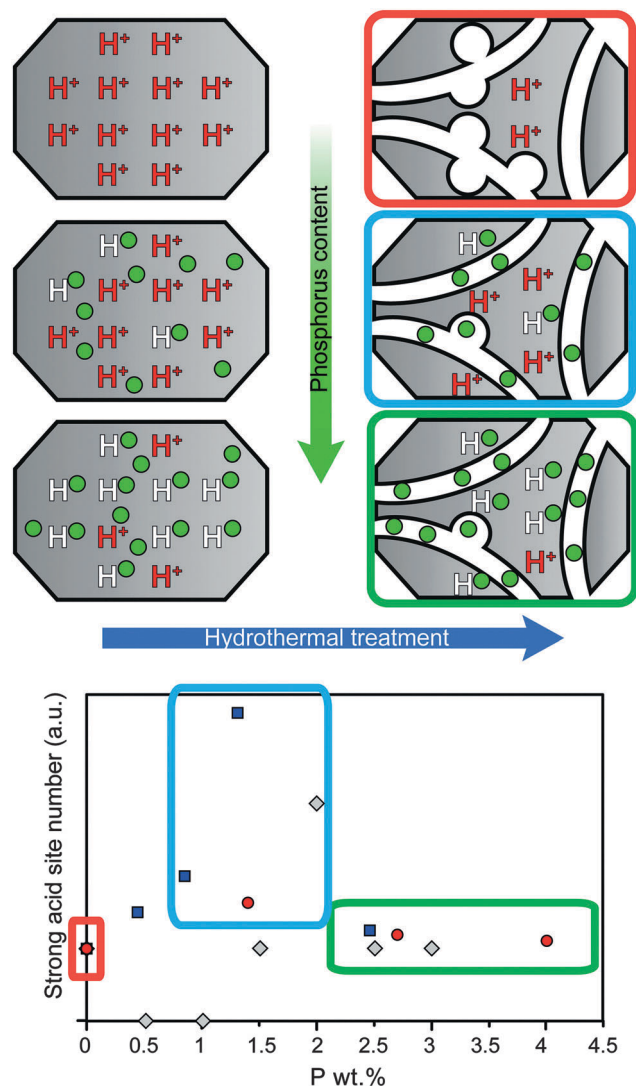 H⁺ H⁺
H⁺ H⁺ H⁺ H⁺
H⁺ H⁺ H⁺ H⁺
H⁺ H⁺
H⁺
H⁺
Phosphorus content
H H⁺
H H⁺ H⁺ H⁺
H⁺ H⁺ H H⁺
H⁺ H⁺
H
H⁺
H⁺
H
H⁺
H⁺
H H⁺
H H H H
H H⁺ H H
H H⁺
H
H
H
H
H⁺
H
Hydrothermal treatment
Strong acid site number (a.u.)
0 0.5 1 1.5 2 2.5 3 3.5 4 4.5
P wt.%